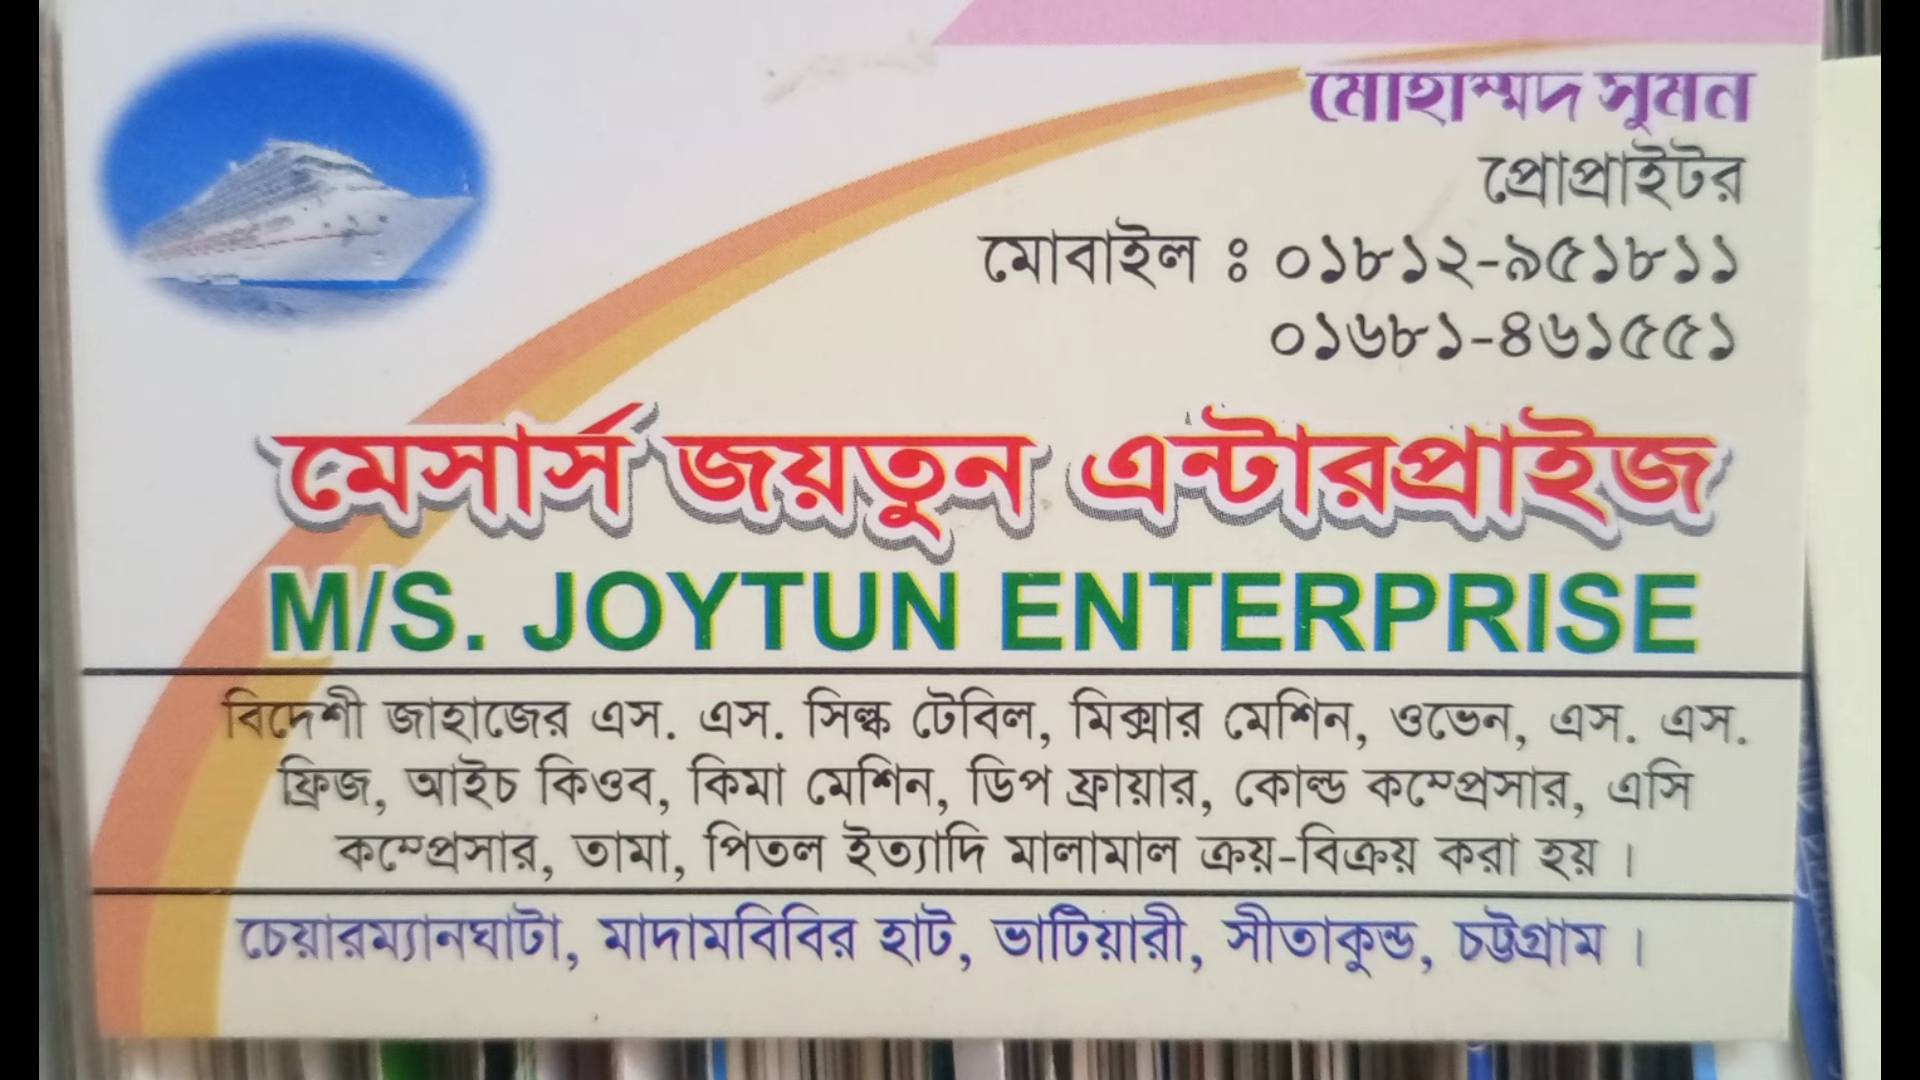 মোহাম্মদ সুমন
প্রোপ্রাইটর
মোবাইল ঃ ০১৮১২-৯৫১৮১১
০১৬৮১-৪৬১৫৫১
মেসার্স জয়তুন এন্টারপ্রাইজ
M/S. JOYTUN ENTERPRISE
বিদেশী জাহাজের এস. এস. সিল্ক টেবিল, মিক্সার মেশিন, ওভেন, এস. এস.
ফ্রিজ, আইচ কিওব, কিমা মেশিন, ডিপ ফ্রায়ার, কোল্ড কম্প্রেসার, এসি
কম্প্রেসার, তামা, পিতল ইত্যাদি মালামাল ক্রয়-বিক্রয় করা হয় ।
চেয়ারম্যানঘাটা, মাদামবিবির হাট, ভাটিয়ারী, সীতাকুন্ড, চট্টগ্রাম ।